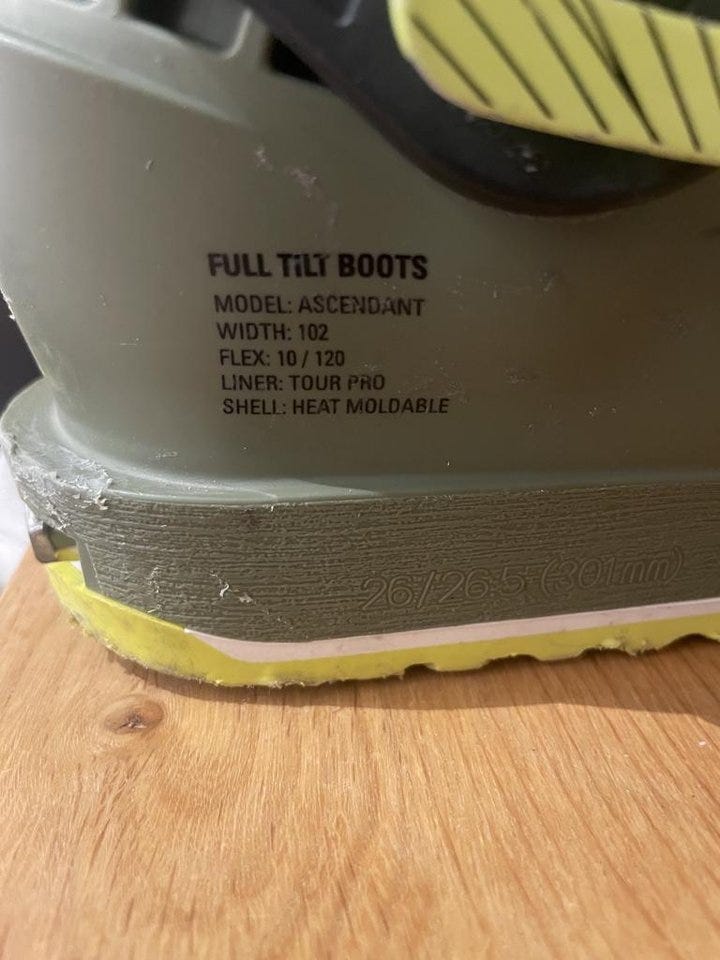 FULL TiLT BOOTS
MODEL: ASCENDANT
WIDTH: 102
FLEX: 10 / 120
LINER: TOUR PRO
SHELL: HEAT MOLDABLE
26/26.5 (301mm)